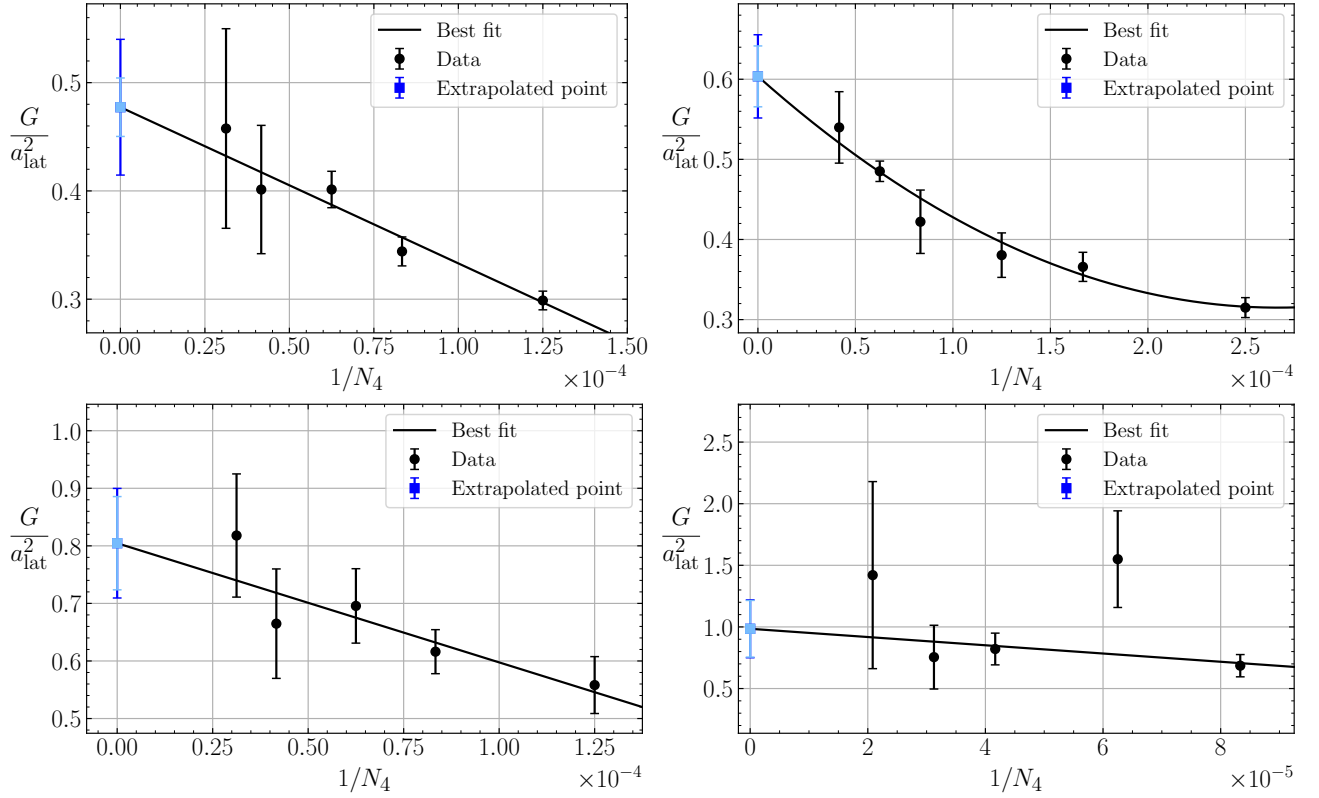 Best fit
Data
Extrapolated point
G
a²lat
0.5
0.4
0.3
0.00 0.25 0.50 0.75 1.00 1.25 1.50
1/N₄ ×10⁻⁴
Best fit
Data
Extrapolated point
G
a²lat
0.6
0.5
0.4
0.3
0.0 0.5 1.0 1.5 2.0 2.5
1/N₄ ×10⁻⁴
Best fit
Data
Extrapolated point
G
a²lat
1.0
0.9
0.8
0.7
0.6
0.5
0.00 0.25 0.50 0.75 1.00 1.25
1/N₄ ×10⁻⁴
Best fit
Data
Extrapolated point
G
a²lat
2.5
2.0
1.5
1.0
0.5
0 2 4 6 8
1/N₄ ×10⁻⁵